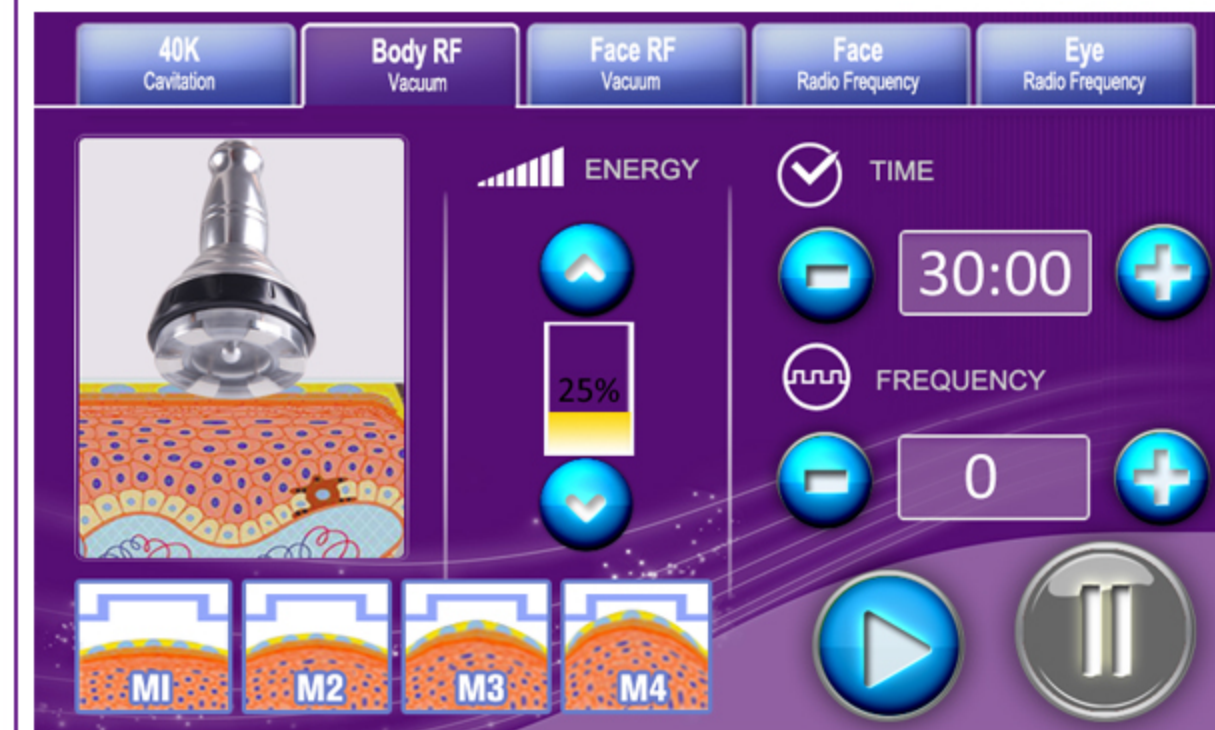 40K
Cavitation
Body RF
Vacuum
Face RF
Vacuum
Face
Radio Frequency
Eye
Radio Frequency
ENERGY
25%
TIME
30:00
FREQUENCY
0
MI
M2
M3
M4